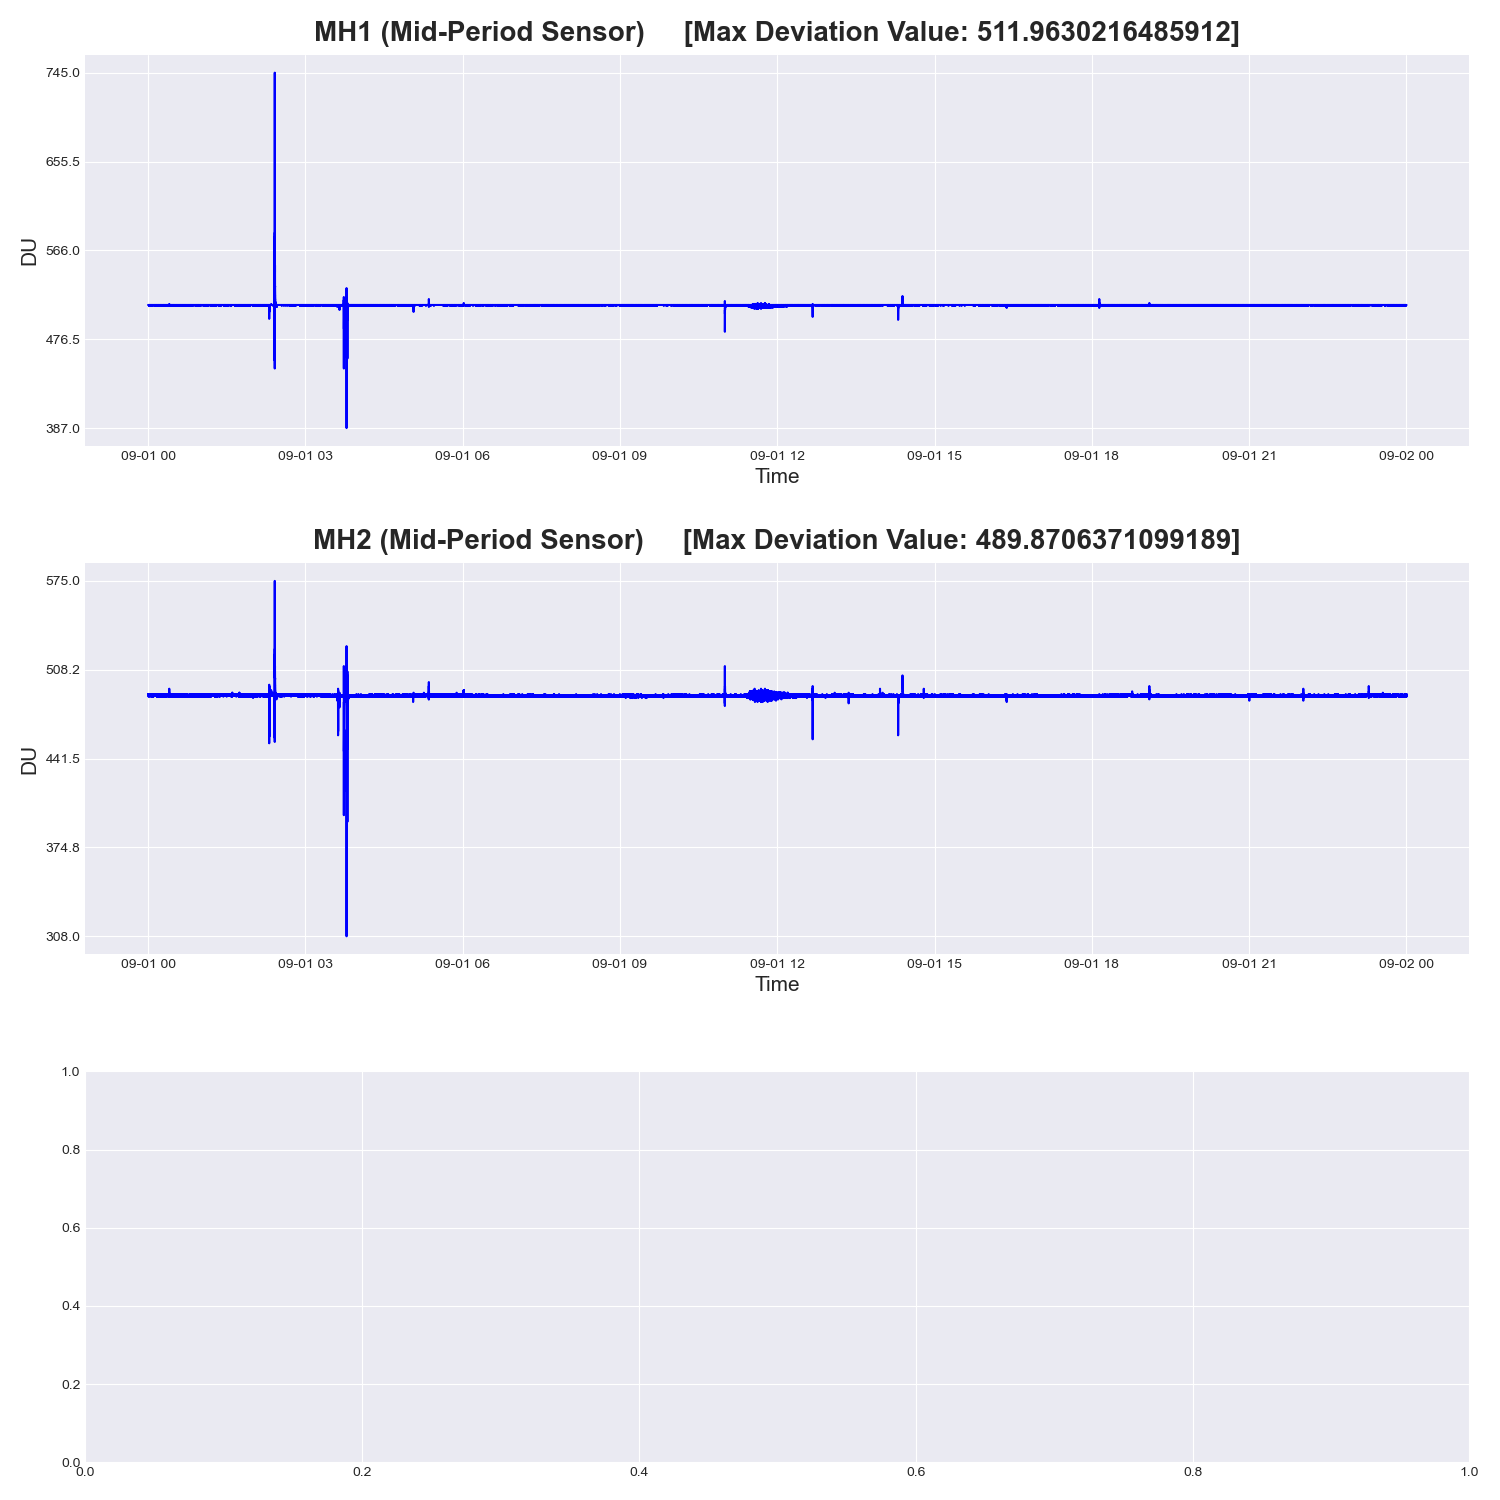 MH1 (Mid-Period Sensor) [Max Deviation Value: 511.9630216485912]
745.0
655.5
566.0
476.5
387.0
DU
09-01 00 09-01 03 09-01 06 09-01 09 09-01 12 09-01 15 09-01 18 09-01 21 09-02 00
Time
MH2 (Mid-Period Sensor) [Max Deviation Value: 489.8706371099189]
575.0
508.2
441.5
374.8
308.0
DU
09-01 00 09-01 03 09-01 06 09-01 09 09-01 12 09-01 15 09-01 18 09-01 21 09-02 00
Time
1.0
0.8
0.6
0.4
0.2
0.0
0.0 0.2 0.4 0.6 0.8 1.0